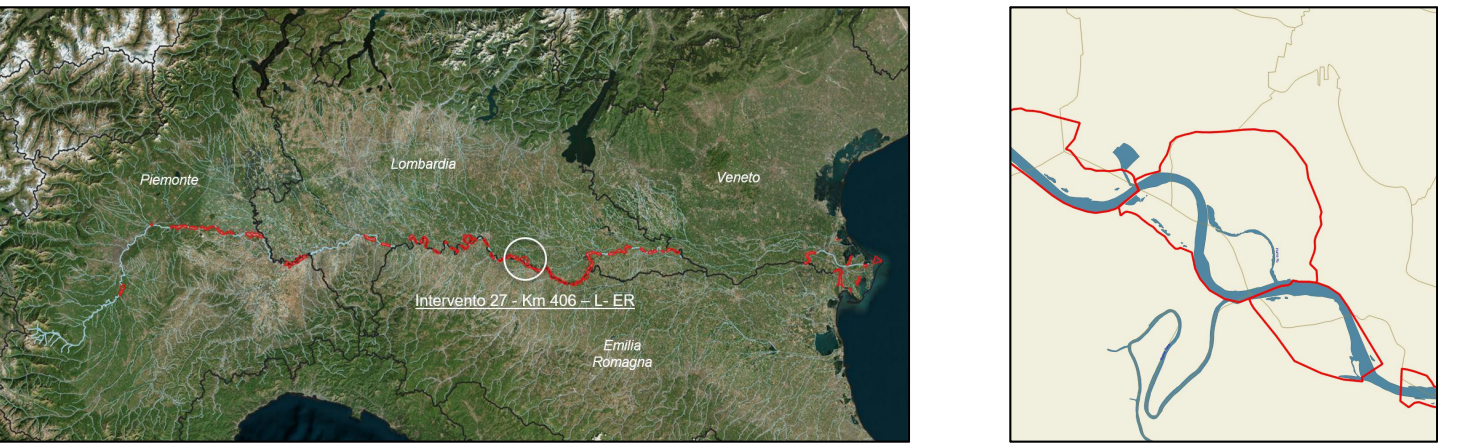 Lombardia
Piemonte
Veneto
Intervento 27 - Km 406 – L- ER
Emilia
Romagna